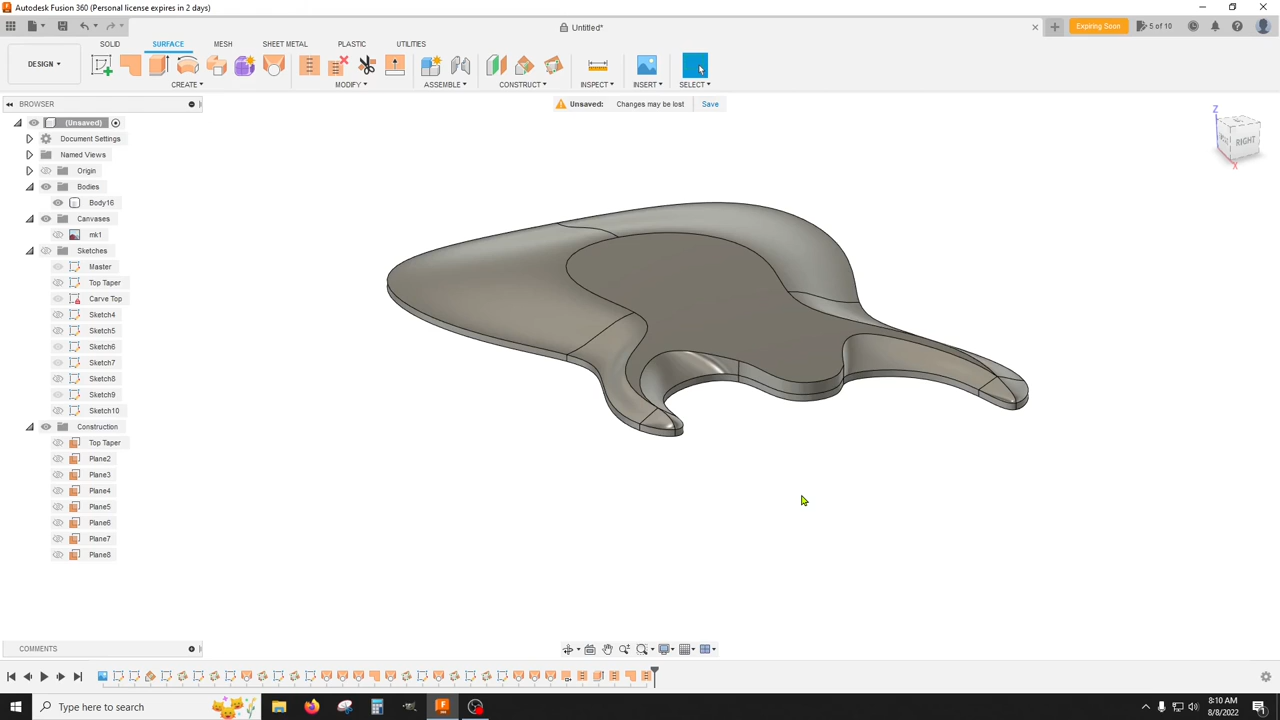 Autodesk Fusion 360 (Personal license expires in 2 days)
Untitled*
Expiring Soon
5 of 10
DESIGN
SOLID
SURFACE
MESH
SHEET METAL
PLASTIC
UTILITIES
CREATE
MODIFY
ASSEMBLE
CONSTRUCT
INSPECT
INSERT
SELECT
BROWSER
Unsaved: Changes may be lost Save
(Unsaved)
Document Settings
Named Views
Origin
Bodies
Body16
Canvases
mk1
Sketches
Master
Top Taper
Carve Top
Sketch4
Sketch5
Sketch6
Sketch7
Sketch8
Sketch9
Sketch10
Construction
Top Taper
Plane2
Plane3
Plane4
Plane5
Plane6
Plane7
Plane8
Z
RIGHT
X
COMMENTS
Type here to search
8:10 AM
8/8/2022